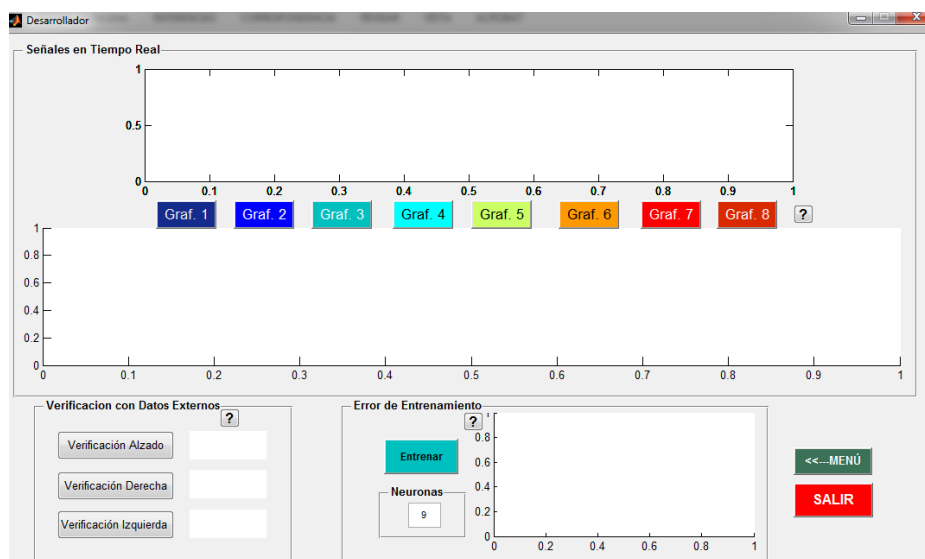 Desarrollador
Señales en Tiempo Real
1
0.5
0
0 0.1 0.2 0.3 0.4 0.5 0.6 0.7 0.8 0.9 1
Graf. 1 Graf. 2 Graf. 3 Graf. 4 Graf. 5 Graf. 6 Graf. 7 Graf. 8 ?
1
0.8
0.6
0.4
0.2
0
0 0.1 0.2 0.3 0.4 0.5 0.6 0.7 0.8 0.9 1
Verificacion con Datos Externos
?
Verificación Alzado
Verificación Derecha
Verificación Izquierda
Error de Entrenamiento
?
Entrenar
Neuronas
9
1
0.8
0.6
0.4
0.2
0
0 0.2 0.4 0.6 0.8 1
<<---MENÚ
SALIR